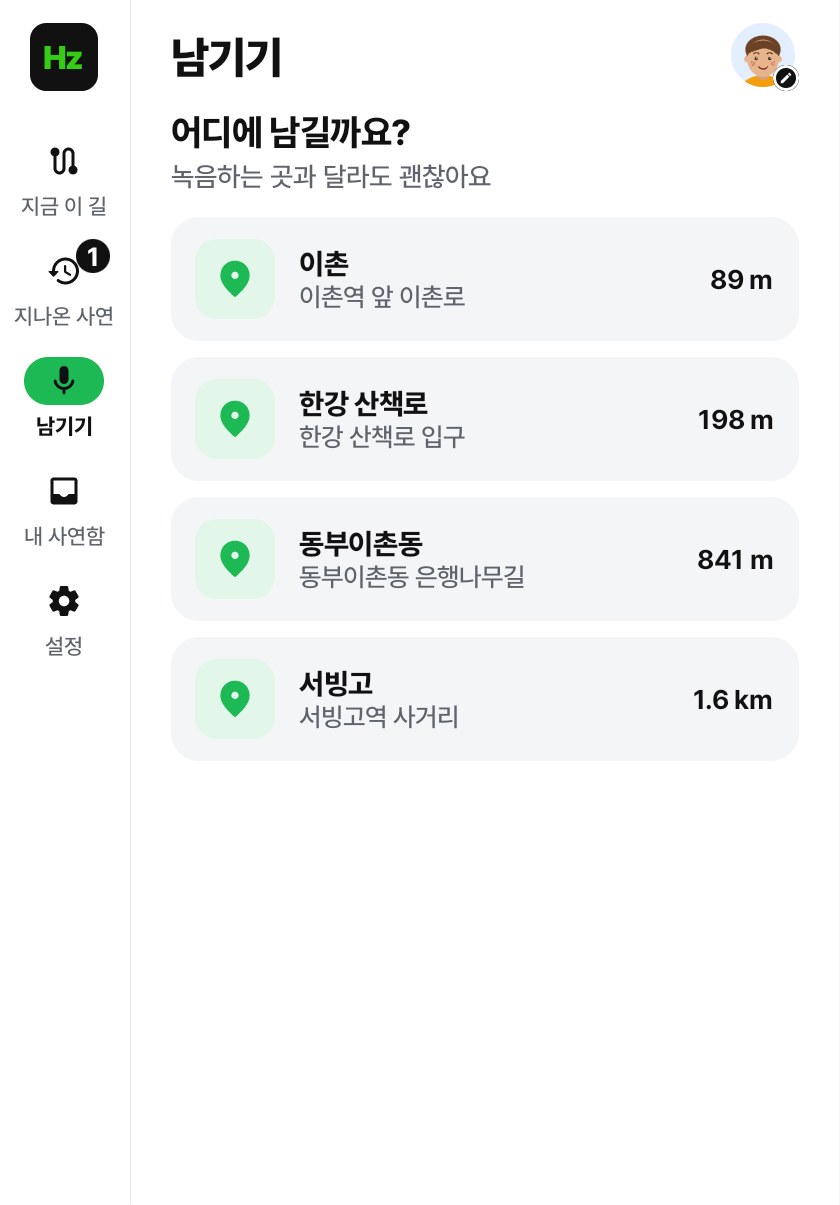 Hz
지금 이 길
1
지나온 사연
남기기
내 사연함
설정
남기기
어디에 남길까요?
녹음하는 곳과 달라도 괜찮아요
이촌
이촌역 앞 이촌로
89 m
한강 산책로
한강 산책로 입구
198 m
동부이촌동
동부이촌동 은행나무길
841 m
서빙고
서빙고역 사거리
1.6 km